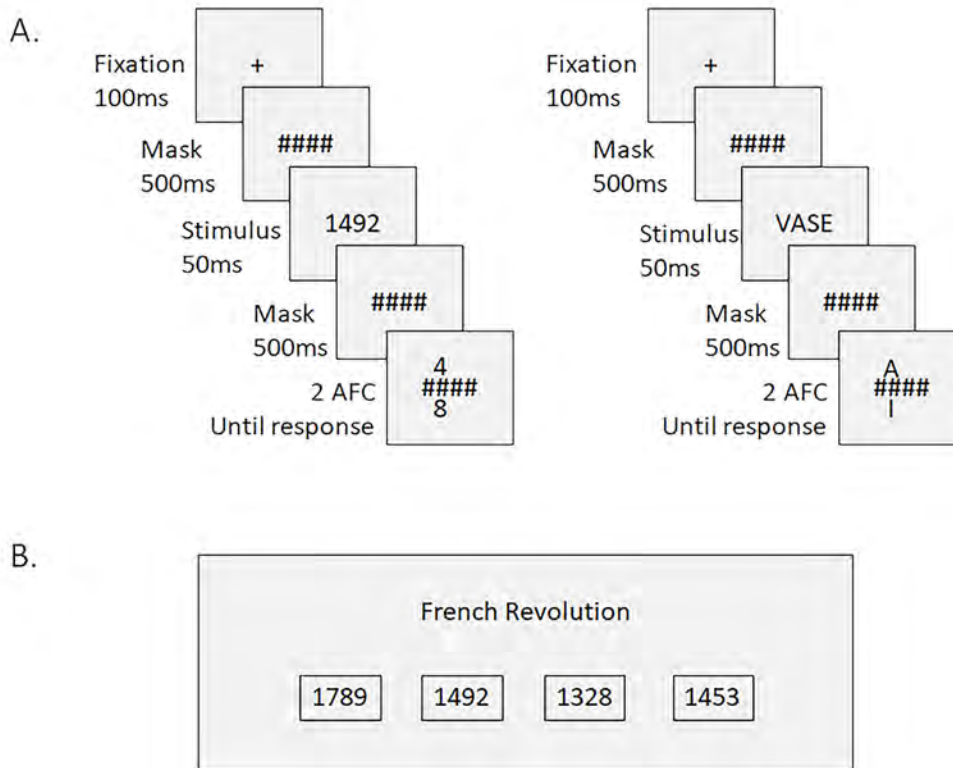 A.
Fixation
100ms
+
Mask
500ms
####
Stimulus
50ms
1492
Mask
500ms
####
2 AFC
Until response
4
####
8
Fixation
100ms
+
Mask
500ms
####
Stimulus
50ms
VASE
Mask
500ms
####
2 AFC
Until response
A
####
I
B.
French Revolution
1789 1492 1328 1453